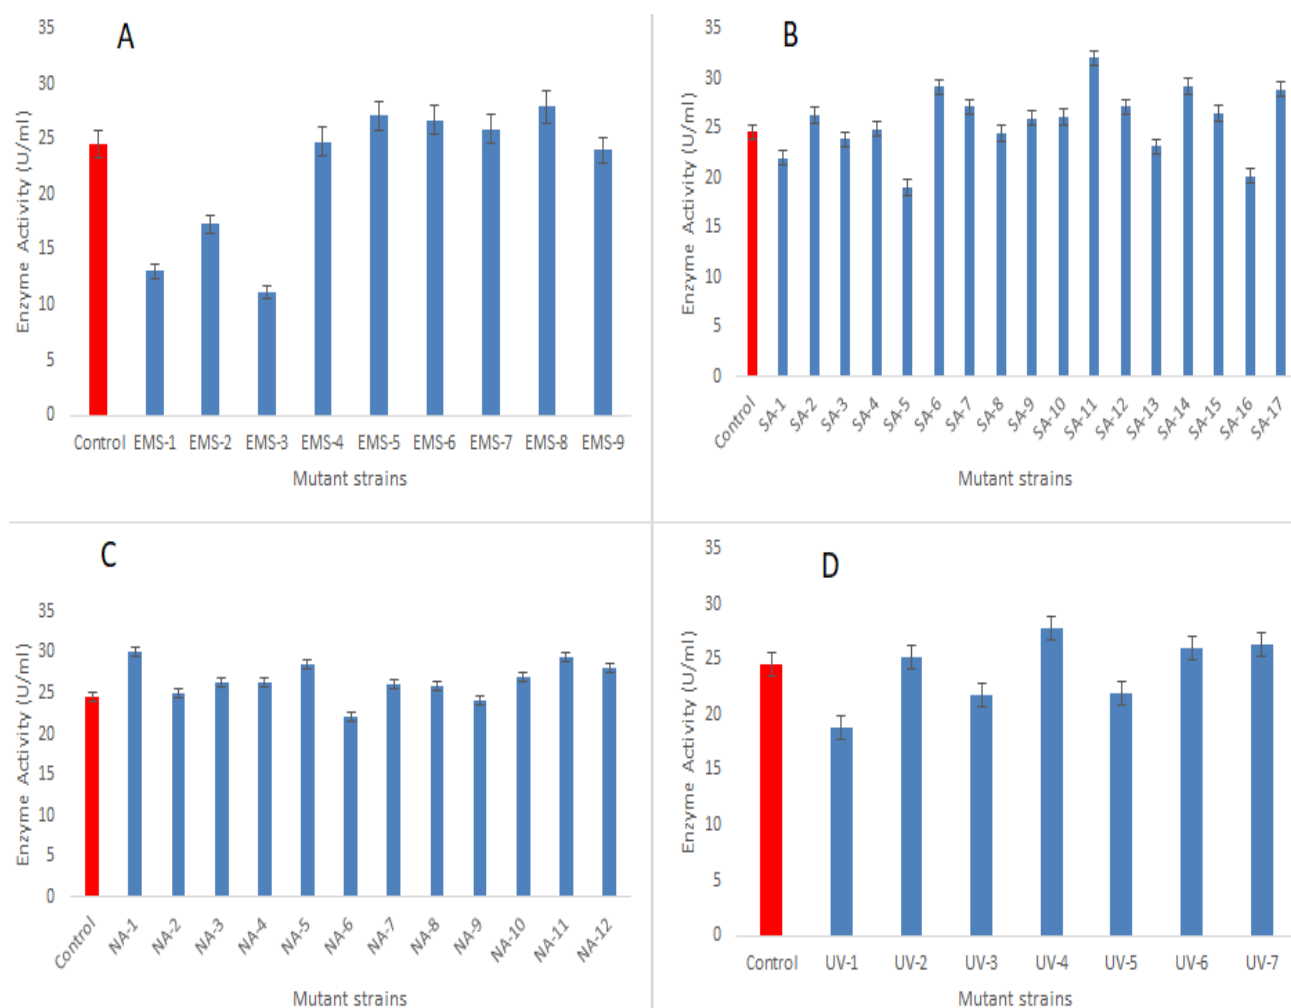 A
Enzyme Activity (U/ml)
35
30
25
20
15
10
5
0
Control EMS-1 EMS-2 EMS-3 EMS-4 EMS-5 EMS-6 EMS-7 EMS-8 EMS-9
Mutant strains
B
Enzyme Activity (U/ml)
35
30
25
20
15
10
5
0
Control SA-1 SA-2 SA-3 SA-4 SA-5 SA-6 SA-7 SA-8 SA-9 SA-10 SA-11 SA-12 SA-13 SA-14 SA-15 SA-16 SA-17
Mutant strains
C
Enzyme Activity (U/ml)
35
30
25
20
15
10
5
0
Control NA-1 NA-2 NA-3 NA-4 NA-5 NA-6 NA-7 NA-8 NA-9 NA-10 NA-11 NA-12
Mutant strains
D
Enzyme Activity (U/ml)
35
30
25
20
15
10
5
0
Control UV-1 UV-2 UV-3 UV-4 UV-5 UV-6 UV-7
Mutant strains